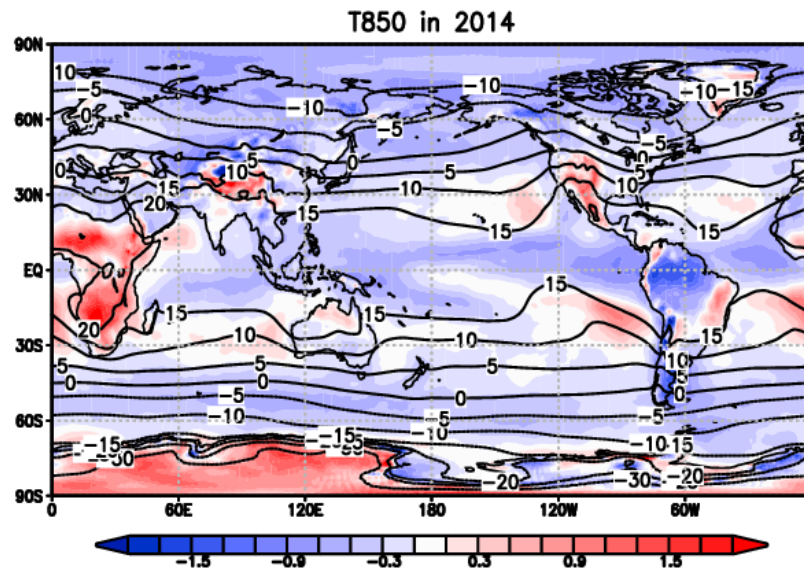 T850 in 2014
90N
10 -10 -10 -15
-5
60N -10 -5 -5
0 0
0 5 5 5
10 10 10
30N 15
20 15 15 15
EQ
15 15
20 10 10 15
30S 5 5 10
5 5
0 0 0 0
-5 -5
60S -10 -10 -10
-15 -15 15
-30 -20 -30 -20
90S
0 60E 120E 180 120W 60W
-1.5 -0.9 -0.3 0.3 0.9 1.5